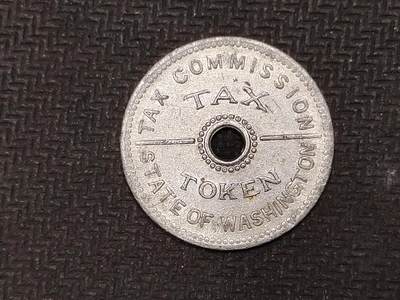 TAX COMMISSION
TAX
TOKEN
STATE OF WASHINGTON